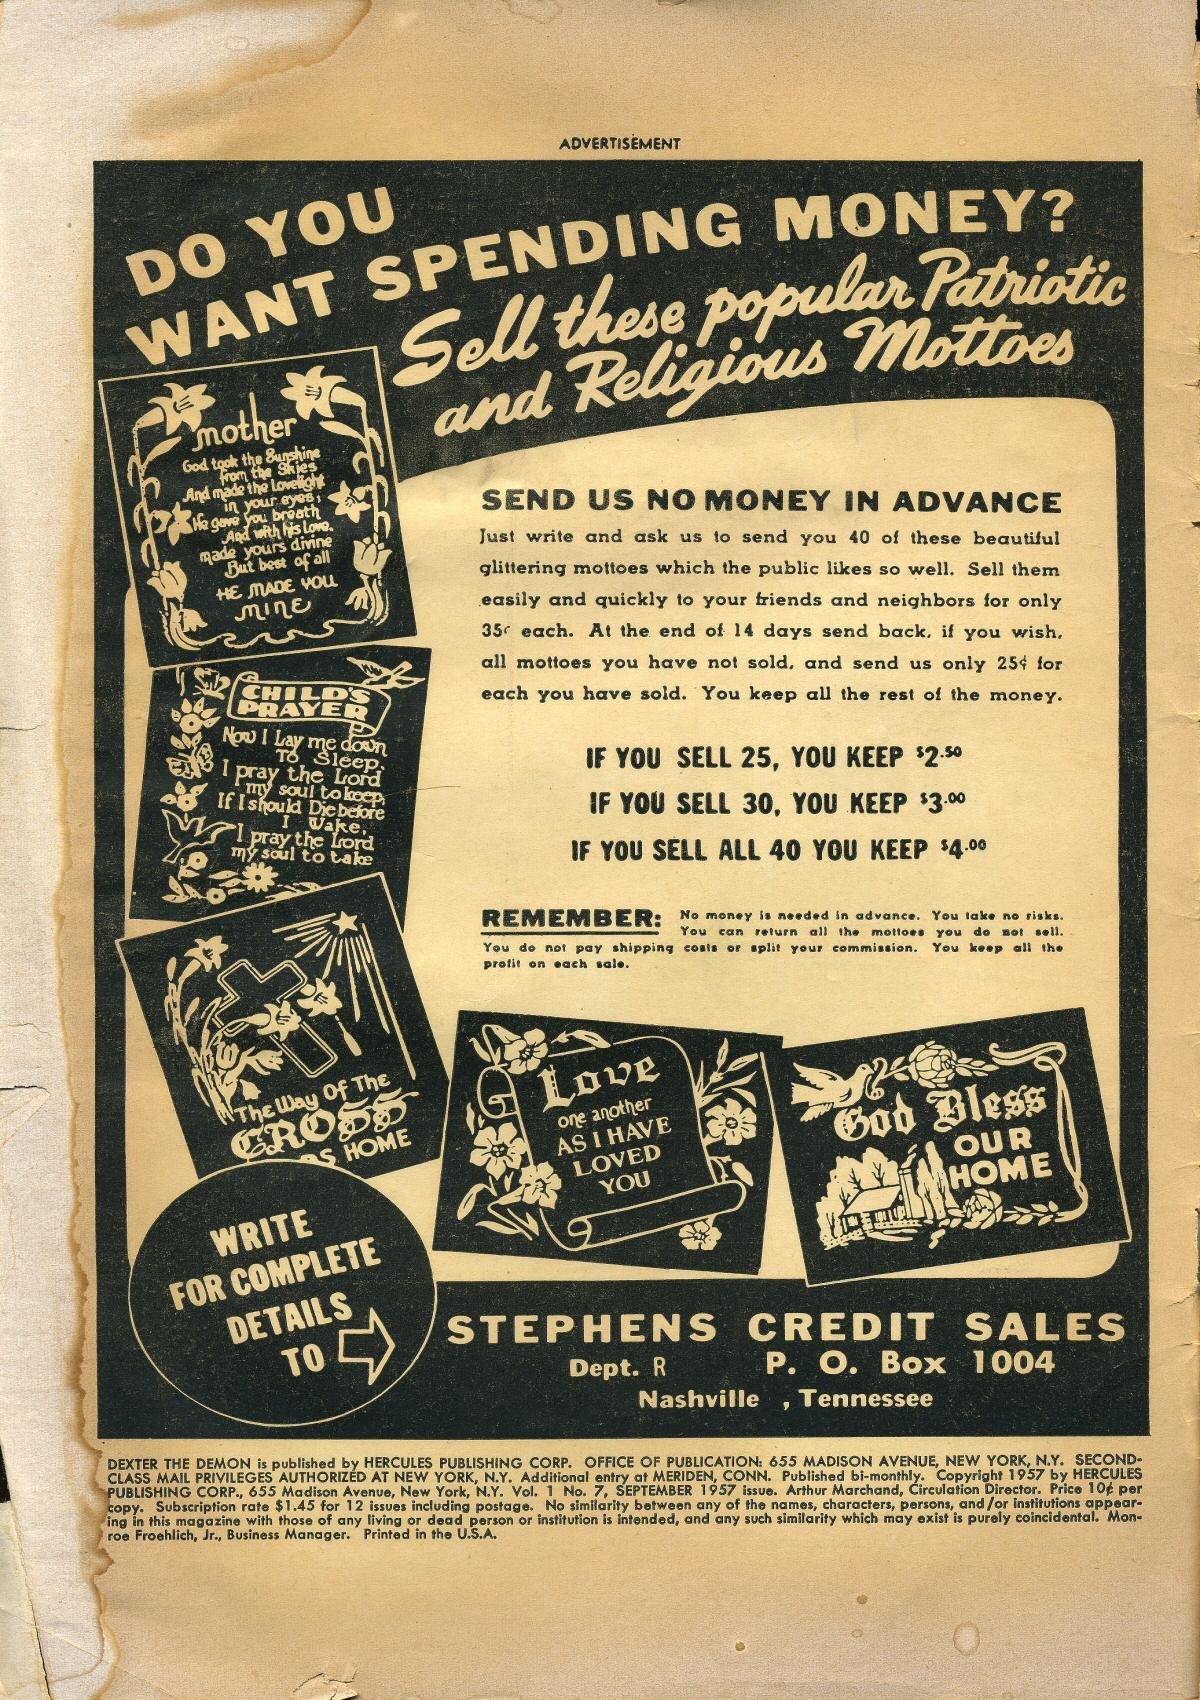 ADVERTISEMENT
DO YOU
WANT SPENDING MONEY?
Sell these popular Patriotic
and Religious Mottoes
mother
God took the Sunshine
from the Skies
And made the Lovelight
in your eyes;
He gave you breath
And with his Love.
made yours divine
But best of all
HE MADE YOU
MINE
CHILD'S
PRAYER
Now I Lay me down
To Sleep,
I pray the Lord
my soul to keep,
If I should Die before
I Wake,
I pray the Lord
my soul to take
The Way Of The
CROSS
HOME
SEND US NO MONEY IN ADVANCE
Just write and ask us to send you 40 of these beautiful
glittering mottoes which the public likes so well. Sell them
easily and quickly to your friends and neighbors for only
35¢ each. At the end of 14 days send back, if you wish,
all mottoes you have not sold, and send us only 25¢ for
each you have sold. You keep all the rest of the money.
IF YOU SELL 25, YOU KEEP $2.50
IF YOU SELL 30, YOU KEEP $3.00
IF YOU SELL ALL 40 YOU KEEP $4.00
REMEMBER: No money is needed in advance. You take no risks.
You can return all the mottoes you do not sell.
You do not pay shipping costs or split your commission. You keep all the
profit on each sale.
Love
one another
AS I HAVE
LOVED
YOU
God Bless
OUR
HOME
WRITE
FOR COMPLETE
DETAILS
TO
STEPHENS CREDIT SALES
Dept. R P. O. Box 1004
Nashville , Tennessee
DEXTER THE DEMON is published by HERCULES PUBLISHING CORP. OFFICE OF PUBLICATION: 655 MADISON AVENUE, NEW YORK, N.Y. SECOND-
CLASS MAIL PRIVILEGES AUTHORIZED AT NEW YORK, N.Y. Additional entry at MERIDEN, CONN. Published bi-monthly. Copyright 1957 by HERCULES
PUBLISHING CORP., 655 Madison Avenue, New York, N.Y. Vol. 1 No. 7, SEPTEMBER 1957 issue. Arthur Marchand, Circulation Director. Price 10¢ per
copy. Subscription rate $1.45 for 12 issues including postage. No similarity between any of the names, characters, persons, and/or institutions appear-
ing in this magazine with those of any living or dead person or institution is intended, and any such similarity which may exist is purely coincidental. Mon-
roe Froehlich, Jr., Business Manager. Printed in the U.S.A.